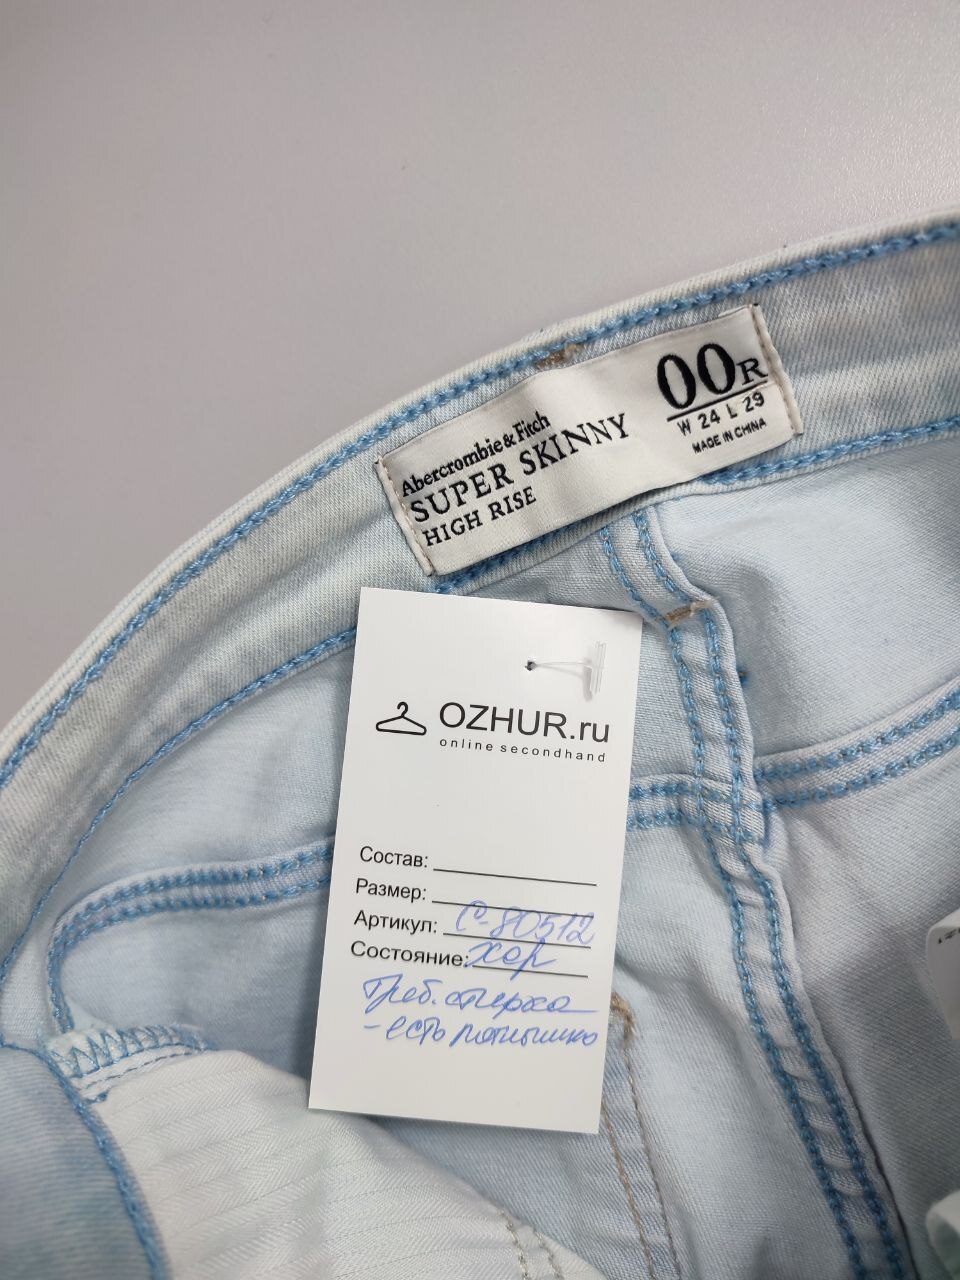 Abercrombie & Fitch
SUPER SKINNY
HIGH RISE
00R
W 24 L 29
MADE IN CHINA
OZHUR.ru
online secondhand
Состав:
Размер:
Артикул: С-80512
Состояние: хор
Треб. стирка
- есть пятнышко